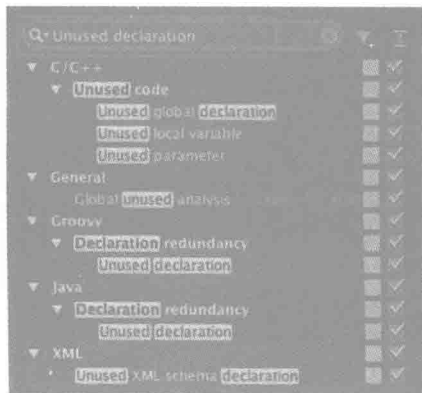 Unused declaration
C/C++
Unused code
Unused global declaration
Unused local variable
Unused parameter
General
Global unused analysis
Groovy
Declaration redundancy
Unused declaration
Java
Declaration redundancy
Unused declaration
XML
Unused XML schema declaration